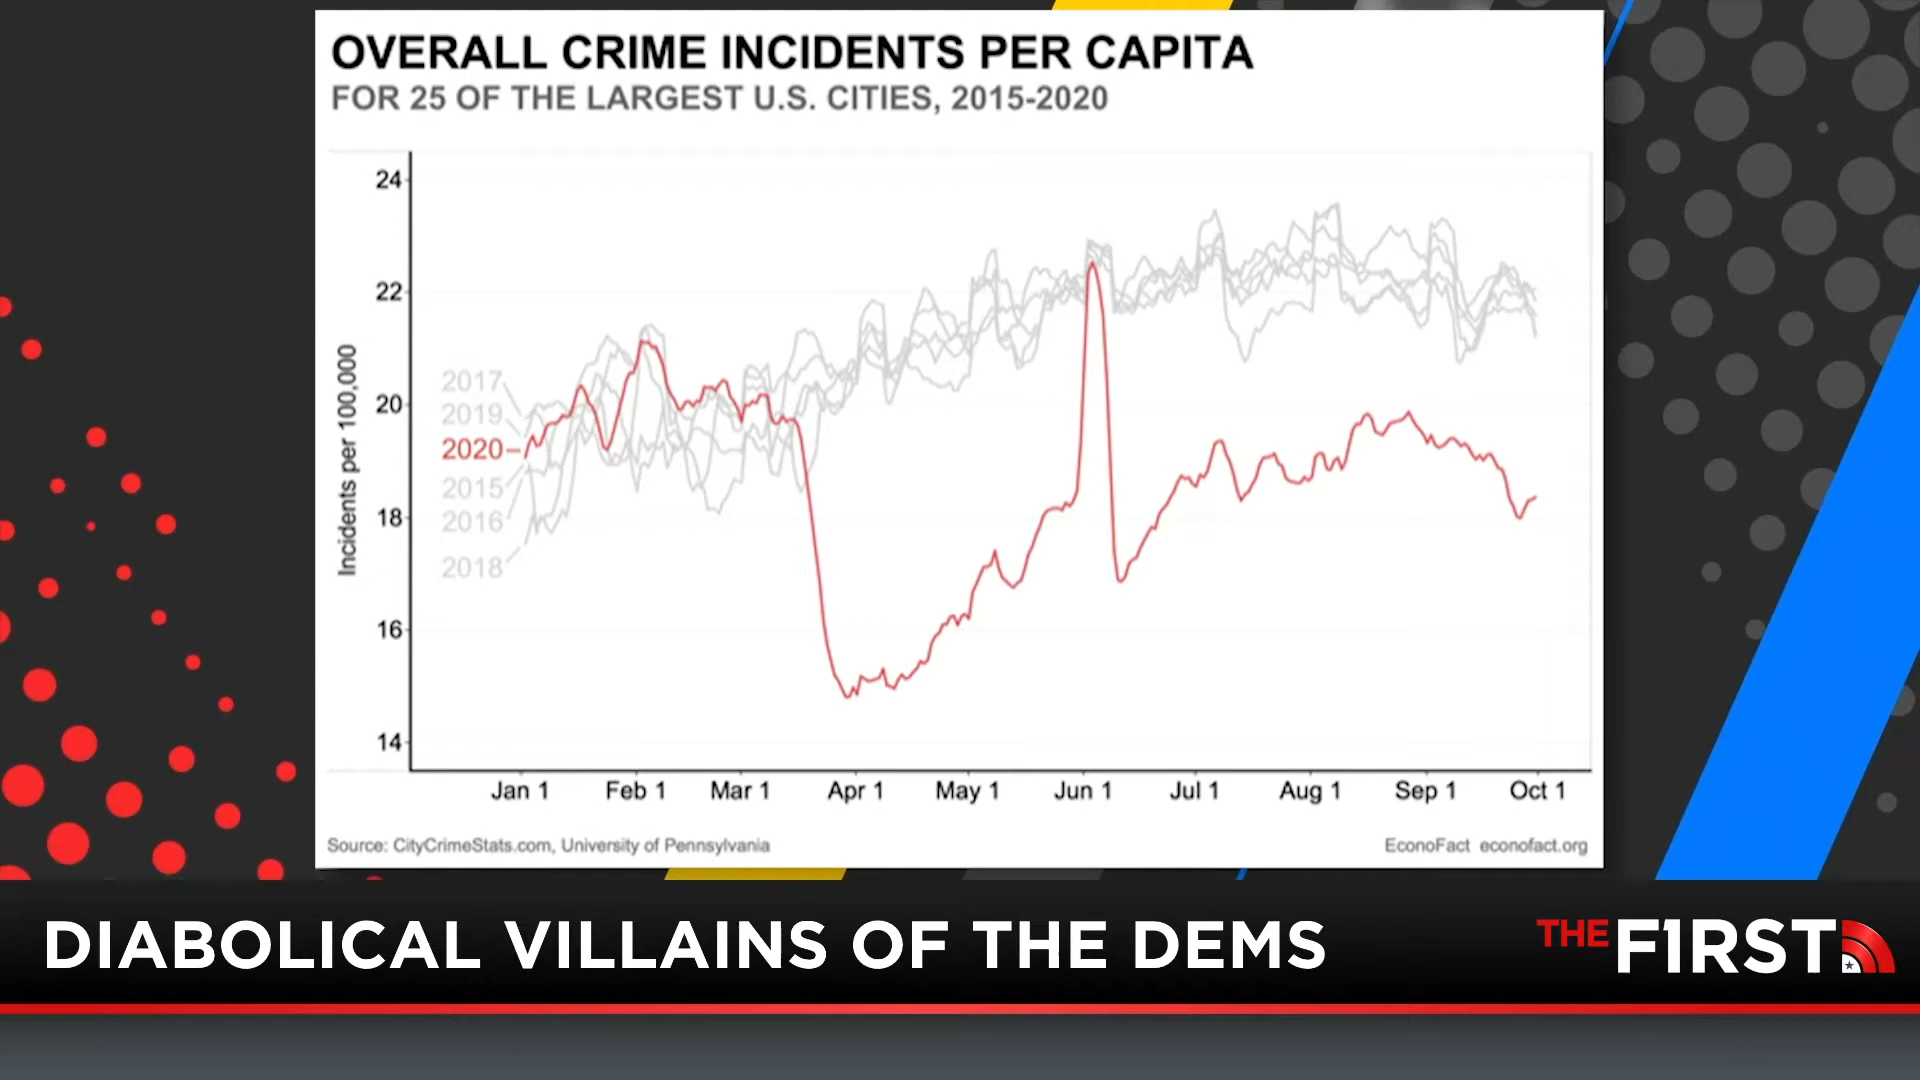 OVERALL CRIME INCIDENTS PER CAPITA
FOR 25 OF THE LARGEST U.S. CITIES, 2015-2020
Incidents per 100,000
24
22
20
18
16
14
2017
2019
2020
2015
2016
2018
Jan 1 Feb 1 Mar 1 Apr 1 May 1 Jun 1 Jul 1 Aug 1 Sep 1 Oct 1
Source: CityCrimeStats.com, University of Pennsylvania
EconoFact econofact.org
DIABOLICAL VILLAINS OF THE DEMS
THE F1RST